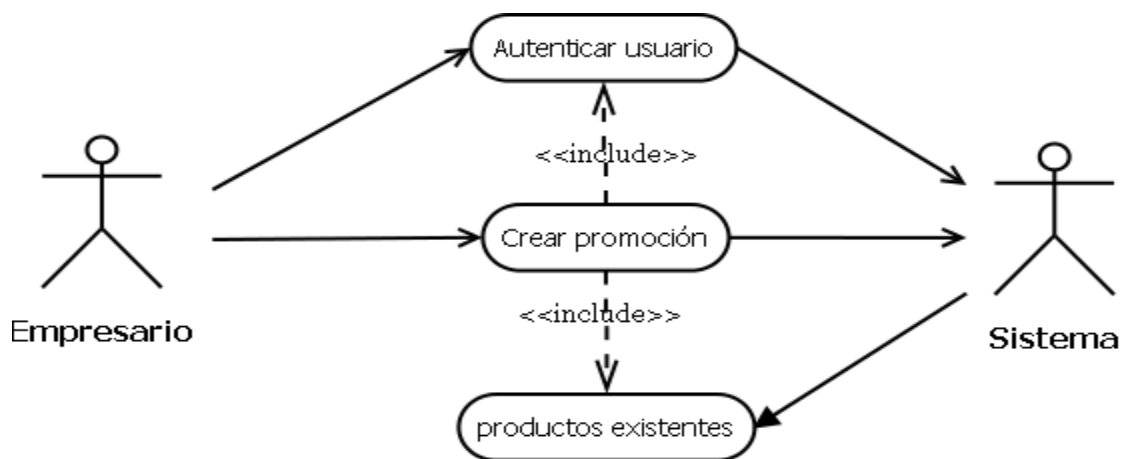 Autenticar usuario
<<include>>
Crear promoción
<<include>>
Empresario
Sistema
productos existentes